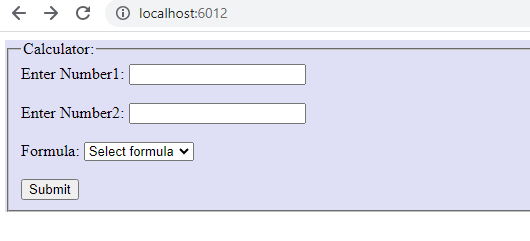 localhost:6012
Calculator:
Enter Number1:
Enter Number2:
Formula: Select formula
Submit